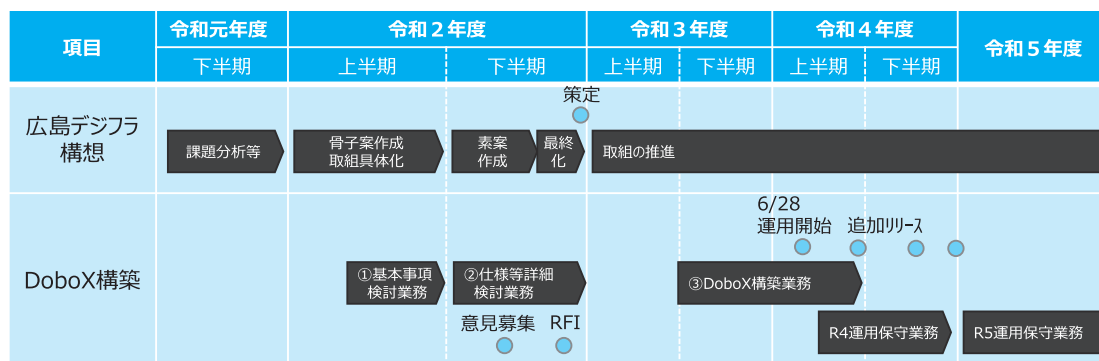 項目
令和元年度
令和２年度
令和３年度
令和４年度
令和５年度
下半期
上半期
下半期
上半期
下半期
上半期
下半期
広島デジフラ
構想
課題分析等
骨子案作成
取組具体化
素案
作成
最終
化
策定
取組の推進
DoboX構築
①基本事項
検討業務
②仕様等詳細
検討業務
意見募集
RFI
③DoboX構築業務
6/28
運用開始
追加リリース
R4運用保守業務
R5運用保守業務